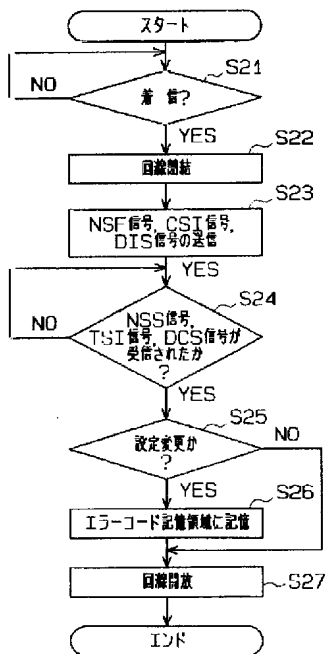 スタート
S21
NO
着 信?
YES
S22
回線閉結
S23
NSF信号, CSI信号,
DIS信号の送信
YES
S24
NO
NSS信号,
TSI信号, DCS信号が
受信されたか
?
YES
S25
NO
設定変更か
?
YES
S26
エラーコード記憶領域に記憶
回線開放
S27
エンド